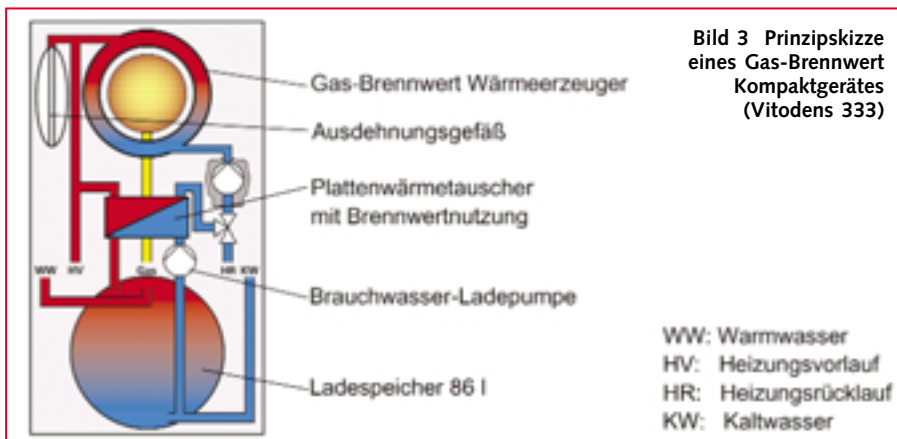 Bild 3 Prinzipskizze
eines Gas-Brennwert
Kompaktgerätes
(Vitodens 333)
Gas-Brennwert Wärmeerzeuger
Ausdehnungsgefäß
Plattenwärmetauscher
mit Brennwertnutzung
WW HV Gas HR KW
Brauchwasser-Ladepumpe
Ladespeicher 86 l
WW: Warmwasser
HV: Heizungsvorlauf
HR: Heizungsrücklauf
KW: Kaltwasser